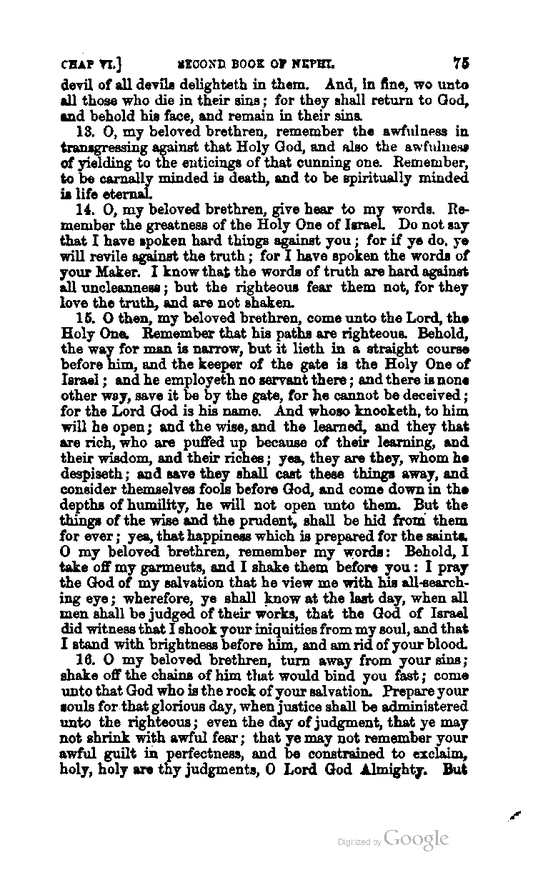 CHAP VI.] SECOND BOOK OF NEPHI. 75
devil of all devils delighteth in them. And, in fine, wo unto
all those who die in their sins; for they shall return to God,
and behold his face, and remain in their sins.
13. O, my beloved brethren, remember the awfulness in
transgressing against that Holy God, and also the awfulness
of yielding to the enticings of that cunning one. Remember,
to be carnally minded is death, and to be spiritually minded
is life eternal.
14. O, my beloved brethren, give hear to my words. Re-
member the greatness of the Holy One of Israel. Do not say
that I have spoken hard things against you; for if ye do, ye
will revile against the truth; for I have spoken the words of
your Maker. I know that the words of truth are hard against
all uncleanness; but the righteous fear them not, for they
love the truth, and are not shaken.
15. O then, my beloved brethren, come unto the Lord, the
Holy One. Remember that his paths are righteous. Behold,
the way for man is narrow, but it lieth in a straight course
before him, and the keeper of the gate is the Holy One of
Israel; and he employeth no servant there; and there is none
other way, save it be by the gate, for he cannot be deceived;
for the Lord God is his name. And whoso knocketh, to him
will he open; and the wise, and the learned, and they that
are rich, who are puffed up because of their learning, and
their wisdom, and their riches; yea, they are they, whom he
despiseth; and save they shall cast these things away, and
consider themselves fools before God, and come down in the
depths of humility, he will not open unto them. But the
things of the wise and the prudent, shall be hid from them
for ever; yea, that happiness which is prepared for the saints.
O my beloved brethren, remember my words: Behold, I
take off my garments, and I shake them before you: I pray
the God of my salvation that he view me with his all-search-
ing eye; wherefore, ye shall know at the last day, when all
men shall be judged of their works, that the God of Israel
did witness that I shook your iniquities from my soul, and that
I stand with brightness before him, and am rid of your blood.
16. O my beloved brethren, turn away from your sins;
shake off the chains of him that would bind you fast; come
unto that God who is the rock of your salvation. Prepare your
souls for that glorious day, when justice shall be administered
unto the righteous; even the day of judgment, that ye may
not shrink with awful fear; that ye may not remember your
awful guilt in perfectness, and be constrained to exclaim,
holy, holy are thy judgments, O Lord God Almighty. But
Digitized by Google